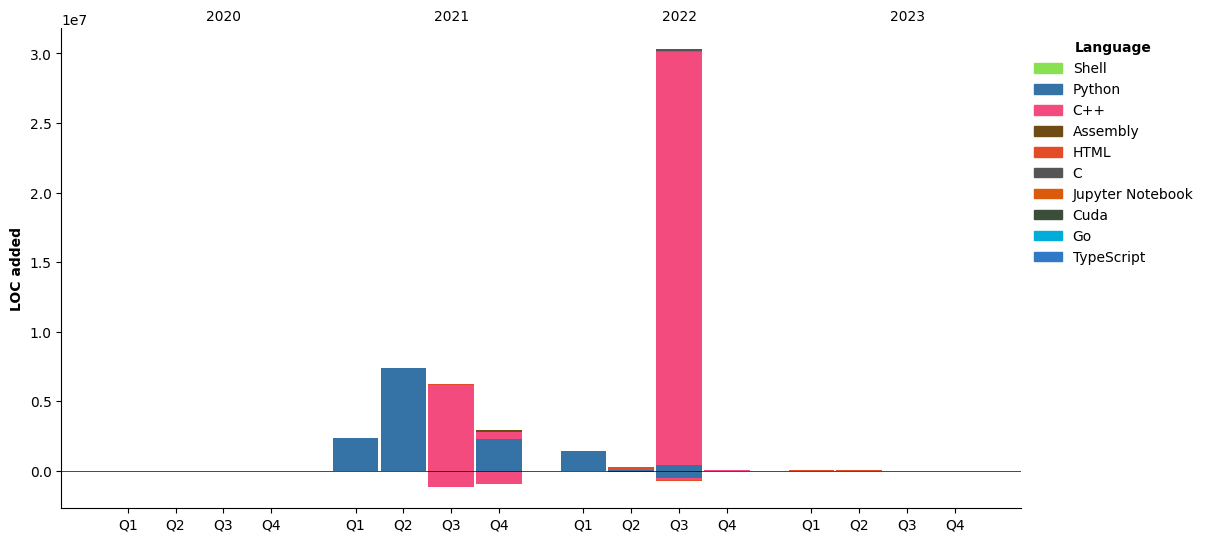 2020 2021 2022 2023
1e7
3.0
2.5
2.0
1.5
1.0
0.5
0.0
LOC added
Q1 Q2 Q3 Q4 Q1 Q2 Q3 Q4 Q1 Q2 Q3 Q4 Q1 Q2 Q3 Q4
Language
Shell
Python
C++
Assembly
HTML
C
Jupyter Notebook
Cuda
Go
TypeScript